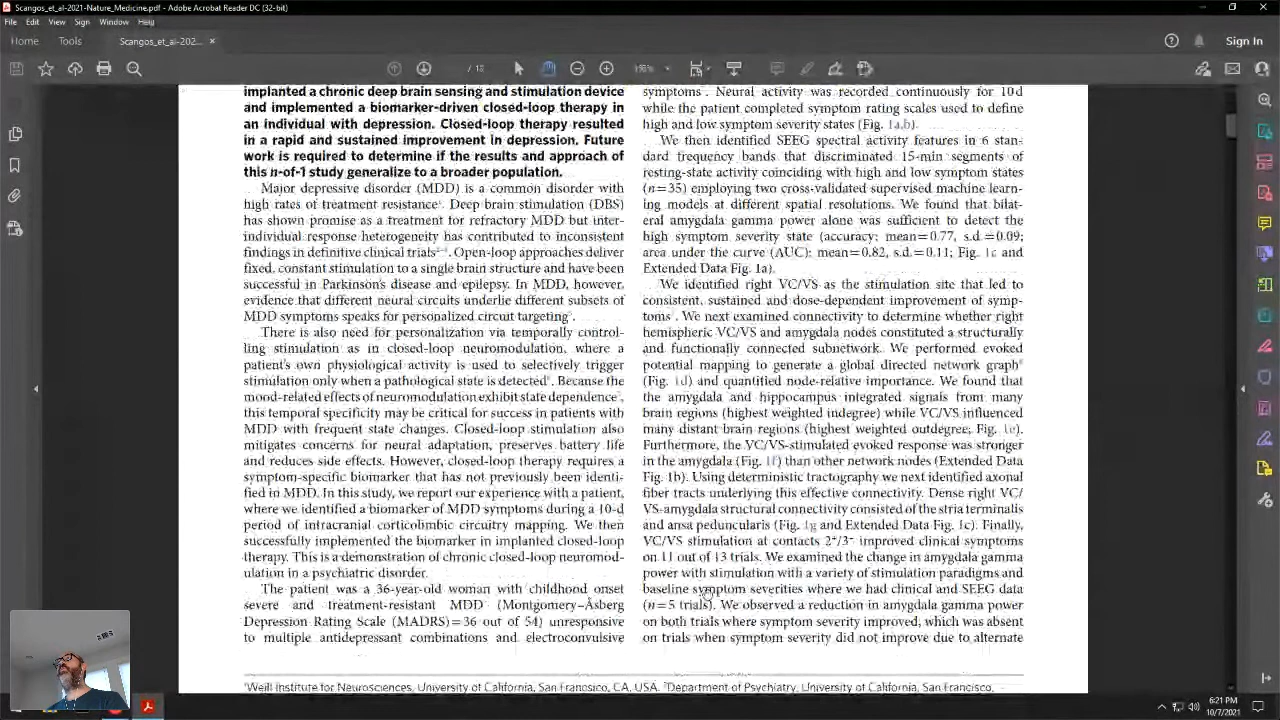 Scangos_et_al-2021-Nature_Medicine.pdf - Adobe Acrobat Reader DC (32-bit)
File Edit View Sign Window Help
Home Tools Scangos_et_al-202... ×
Sign In
/ 18
198%
implanted a chronic deep brain sensing and stimulation device
and implemented a biomarker-driven closed-loop therapy in
an individual with depression. Closed-loop therapy resulted
in a rapid and sustained improvement in depression. Future
work is required to determine if the results and approach of
this n-of-1 study generalize to a broader population.
Major depressive disorder (MDD) is a common disorder with
high rates of treatment resistance¹. Deep brain stimulation (DBS)
has shown promise as a treatment for refractory MDD but inter-
individual response heterogeneity has contributed to inconsistent
findings in definitive clinical trials²⁻⁴. Open-loop approaches deliver
fixed, constant stimulation to a single brain structure and have been
successful in Parkinson's disease and epilepsy. In MDD, however,
evidence that different neural circuits underlie different subsets of
MDD symptoms speaks for personalized circuit targeting⁵.
There is also need for personalization via temporally control-
ling stimulation as in closed-loop neuromodulation, where a
patient's own physiological activity is used to selectively trigger
stimulation only when a pathological state is detected⁶. Because the
mood-related effects of neuromodulation exhibit state dependence⁷,
this temporal specificity may be critical for success in patients with
MDD with frequent state changes. Closed-loop stimulation also
mitigates concerns for neural adaptation, preserves battery life
and reduces side effects. However, closed-loop therapy requires a
symptom-specific biomarker that has not previously been identi-
fied in MDD. In this study, we report our experience with a patient,
where we identified a biomarker of MDD symptoms during a 10-d
period of intracranial corticolimbic circuitry mapping. We then
successfully implemented the biomarker in implanted closed-loop
therapy. This is a demonstration of chronic closed-loop neuromod-
ulation in a psychiatric disorder.
The patient was a 36-year-old woman with childhood onset
severe and treatment-resistant MDD (Montgomery–Åsberg
Depression Rating Scale (MADRS)=36 out of 54) unresponsive
to multiple antidepressant combinations and electroconvulsive
symptoms⁷. Neural activity was recorded continuously for 10 d
while the patient completed symptom rating scales used to define
high and low symptom severity states (Fig. 1a,b).
We then identified SEEG spectral activity features in 6 stan-
dard frequency bands that discriminated 15-min segments of
resting-state activity coinciding with high and low symptom states
(n=35) employing two cross-validated supervised machine learn-
ing models at different spatial resolutions. We found that bilat-
eral amygdala gamma power alone was sufficient to detect the
high symptom severity state (accuracy: mean=0.77, s.d.=0.09;
area under the curve (AUC): mean=0.82, s.d.=0.11; Fig. 1c and
Extended Data Fig. 1a).
We identified right VC/VS as the stimulation site that led to
consistent, sustained and dose-dependent improvement of symp-
toms⁷. We next examined connectivity to determine whether right
hemispheric VC/VS and amygdala nodes constituted a structurally
and functionally connected subnetwork. We performed evoked
potential mapping to generate a global directed network graph⁸
(Fig. 1d) and quantified node-relative importance. We found that
the amygdala and hippocampus integrated signals from many
brain regions (highest weighted indegree) while VC/VS influenced
many distant brain regions (highest weighted outdegree; Fig. 1e).
Furthermore, the VC/VS-stimulated evoked response was stronger
in the amygdala (Fig. 1f) than other network nodes (Extended Data
Fig. 1b). Using deterministic tractography we next identified axonal
fiber tracts underlying this effective connectivity. Dense right VC/
VS-amygdala structural connectivity consisted of the stria terminalis
and ansa peduncularis (Fig. 1g and Extended Data Fig. 1c). Finally,
VC/VS stimulation at contacts 2⁺/3⁻ improved clinical symptoms
on 11 out of 13 trials. We examined the change in amygdala gamma
power with stimulation with a variety of stimulation paradigms and
baseline symptom severities where we had clinical and SEEG data
(n=5 trials). We observed a reduction in amygdala gamma power
on both trials where symptom severity improved, which was absent
on trials when symptom severity did not improve due to alternate
¹Weill Institute for Neurosciences, University of California, San Francisco, CA, USA. ²Department of Psychiatry, University of California, San Francisco,
6:21 PM
10/7/2021